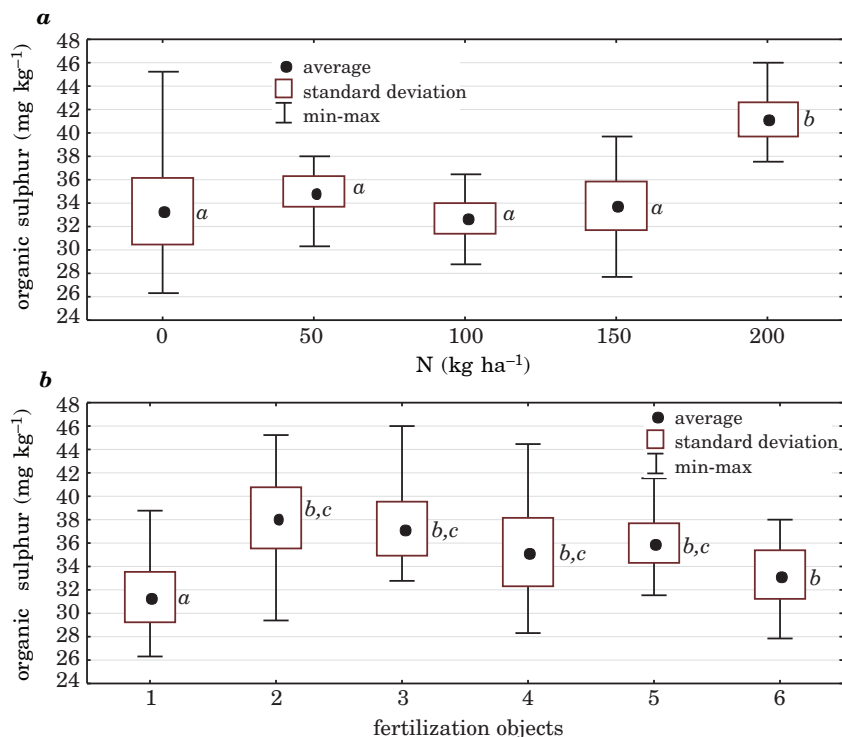 a
48
46
44
42
40
38
36
34
32
30
28
26
24
organic sulphur (mg kg⁻¹)
average
standard deviation
min-max
a
a
a
a
b
0 50 100 150 200
N (kg ha⁻¹)
b
48
46
44
42
40
38
36
34
32
30
28
26
24
organic sulphur (mg kg⁻¹)
average
standard deviation
min-max
a
b,c
b,c
b,c
b,c
b
1 2 3 4 5 6
fertilization objects